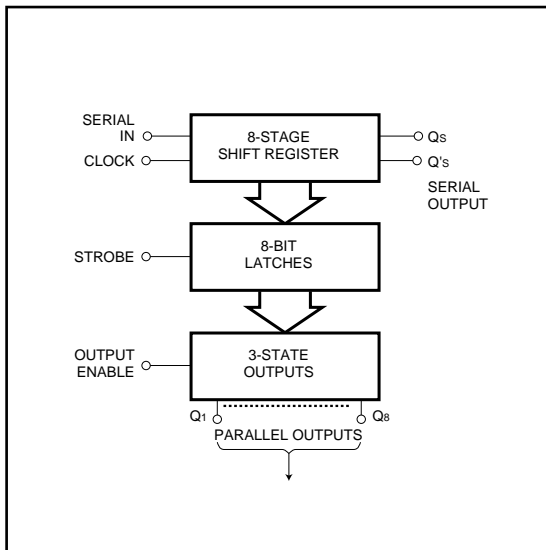 SERIAL
IN
CLOCK
8-STAGE
SHIFT REGISTER
QS
Q'S
SERIAL
OUTPUT
STROBE
8-BIT
LATCHES
OUTPUT
ENABLE
3-STATE
OUTPUTS
Q1
Q8
PARALLEL OUTPUTS